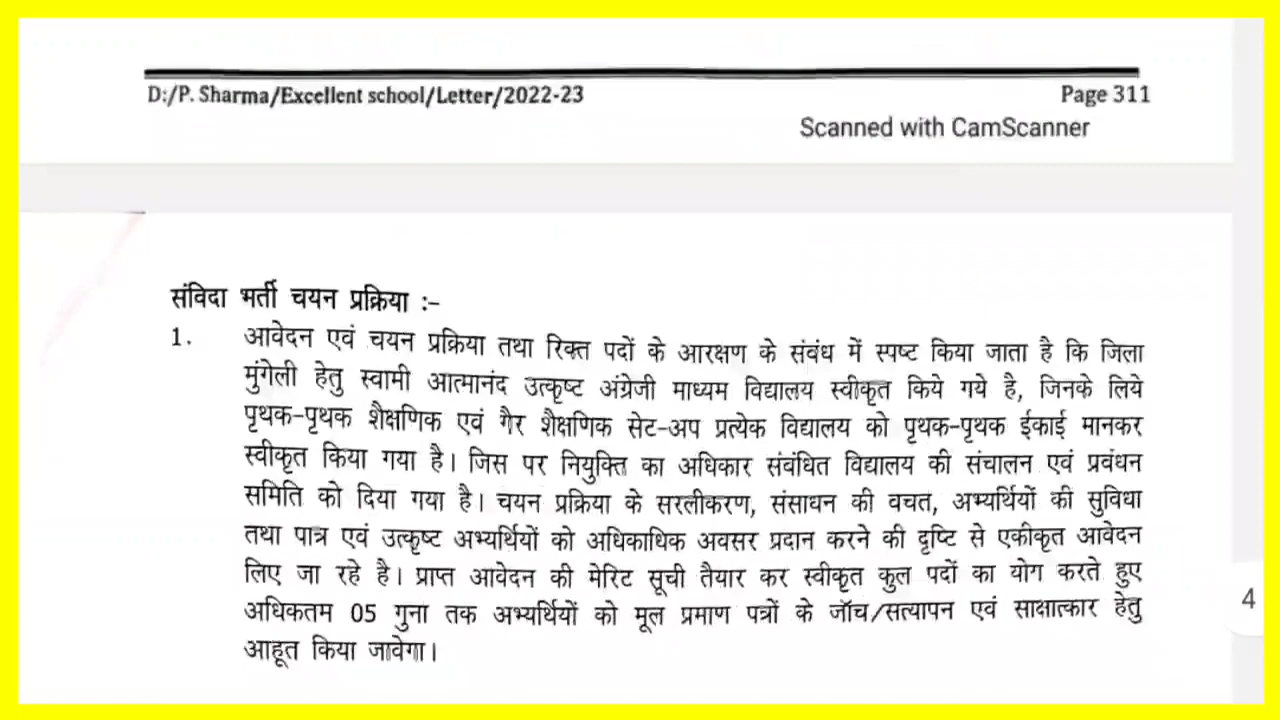 D:/P. Sharma/Excellent school/Letter/2022-23 Page 311
Scanned with CamScanner
संविदा भर्ती चयन प्रक्रिया :–
1. आवेदन एवं चयन प्रक्रिया तथा रिक्त पदों के आरक्षण के संबंध में स्पष्ट किया जाता है कि जिला
मुंगेली हेतु स्वामी आत्मानंद उत्कृष्ट अंग्रेजी माध्यम विद्यालय स्वीकृत किये गये है, जिनके लिये
पृथक–पृथक शैक्षणिक एवं गैर शैक्षणिक सेट–अप प्रत्येक विद्यालय को पृथक–पृथक ईकाई मानकर
स्वीकृत किया गया है। जिस पर नियुक्ति का अधिकार संबंधित विद्यालय की संचालन एवं प्रवंधन
समिति को दिया गया है। चयन प्रक्रिया के सरलीकरण, संसाधन की वचत, अभ्यर्थियों की सुविधा
तथा पात्र एवं उत्कृष्ट अभ्यर्थियों को अधिकाधिक अवसर प्रदान करने की दृष्टि से एकीकृत आवेदन
लिए जा रहे है। प्राप्त आवेदन की मेरिट सूची तैयार कर स्वीकृत कुल पदों का योग करते हुए
अधिकतम 05 गुना तक अभ्यर्थियों को मूल प्रमाण पत्रों के जॉच/सत्यापन एवं साक्षात्कार हेतु
आहूत किया जावेगा।
4